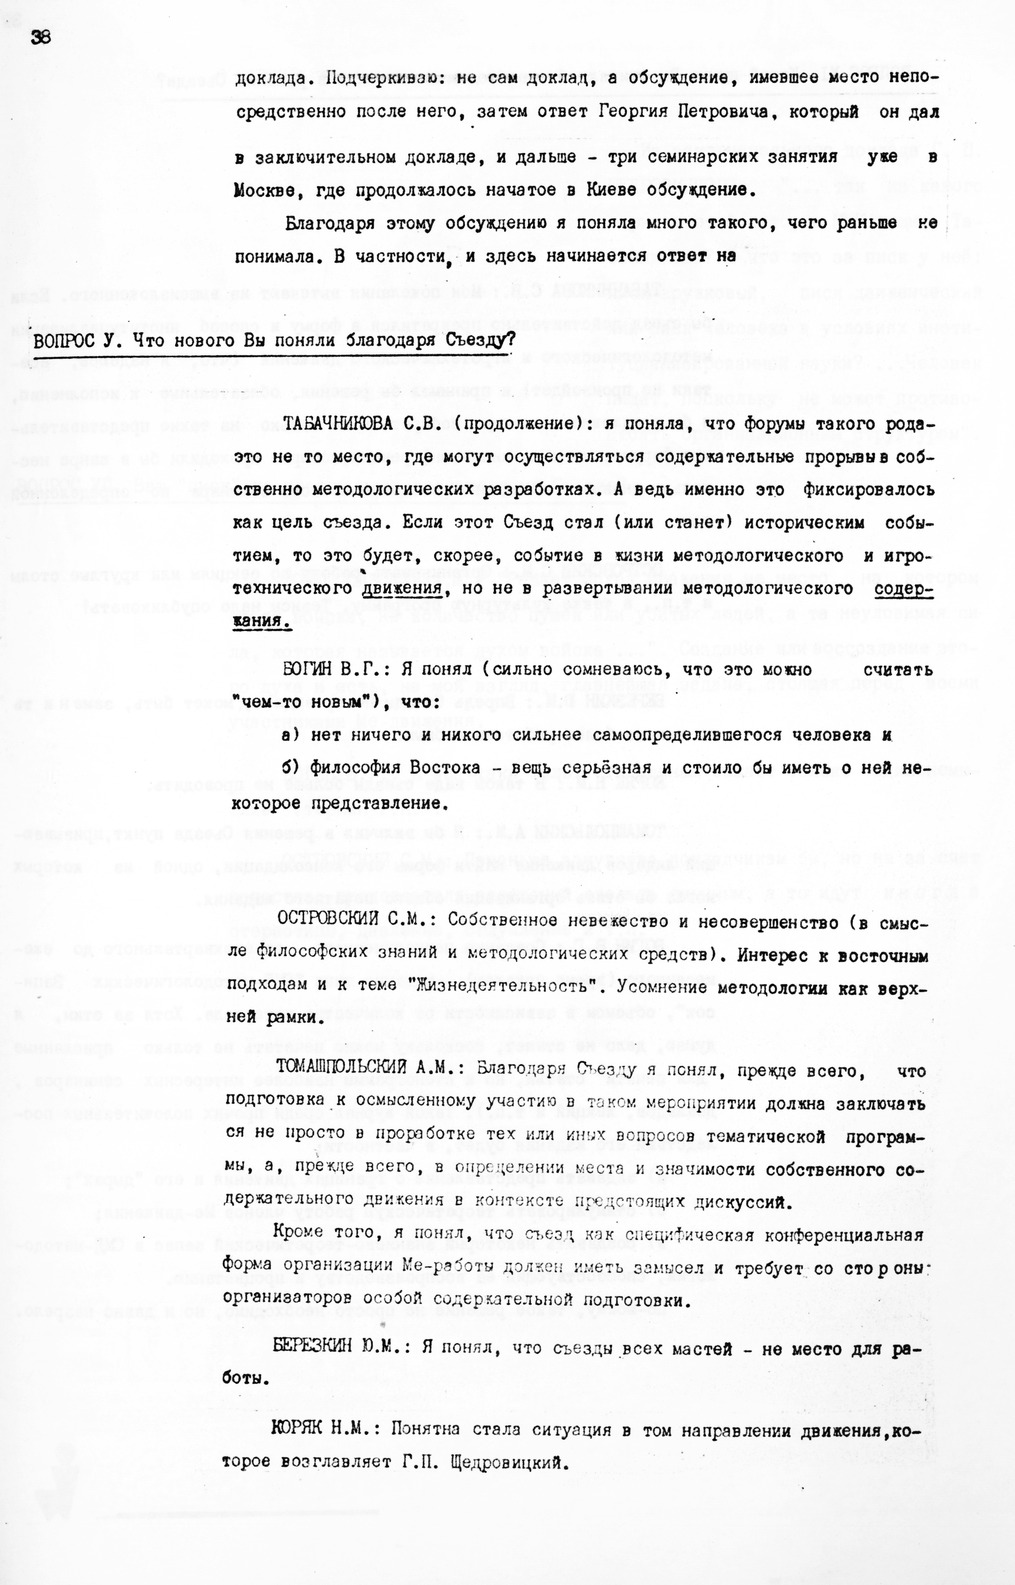 38
доклада. Подчеркиваю: не сам доклад, а обсуждение, имевшее место непо-
средственно после него, затем ответ Георгия Петровича, который он дал
в заключительном докладе, и дальше - три семинарских занятия уже в
Москве, где продолжалось начатое в Киеве обсуждение.
Благодаря этому обсуждению я поняла много такого, чего раньше не
понимала. В частности, и здесь начинается ответ на
ВОПРОС У. Что нового Вы поняли благодаря Съезду?
ТАБАЧНИКОВА С.В. (продолжение): я поняла, что форумы такого рода-
это не то место, где могут осуществляться содержательные прорывы в соб-
ственно методологических разработках. А ведь именно это фиксировалось
как цель съезда. Если этот Съезд стал (или станет) историческим собы-
тием, то это будет, скорее, событие в жизни методологического и игро-
технического движения, но не в развертывании методологического содер-
жания.
БОГИН В.Г.: Я понял (сильно сомневаюсь, что это можно считать
"чем-то новым"), что:
а) нет ничего и никого сильнее самоопределившегося человека и
б) философия Востока - вещь серьёзная и стоило бы иметь о ней не-
которое представление.
ОСТРОВСКИЙ С.М.: Собственное невежество и несовершенство (в смыс-
ле философских знаний и методологических средств). Интерес к восточным
подходам и к теме "Жизнедеятельность". Усомнение методологии как верх-
ней рамки.
ТОМАШПОЛЬСКИЙ А.М.: Благодаря Съезду я понял, прежде всего, что
подготовка к осмысленному участию в таком мероприятии должна заключать
ся не просто в проработке тех или иных вопросов тематической програм-
мы, а, прежде всего, в определении места и значимости собственного со-
держательного движения в контексте предстоящих дискуссий.
Кроме того, я понял, что съезд как специфическая конференциальная
форма организации Ме-работы должен иметь замысел и требует со стороны
организаторов особой содержательной подготовки.
БЕРЕЗКИН Ю.М.: Я понял, что съезды всех мастей - не место для ра-
боты.
КОРЯК Н.М.: Понятна стала ситуация в том направлении движения,ко-
торое возглавляет Г.П. Щедровицкий.